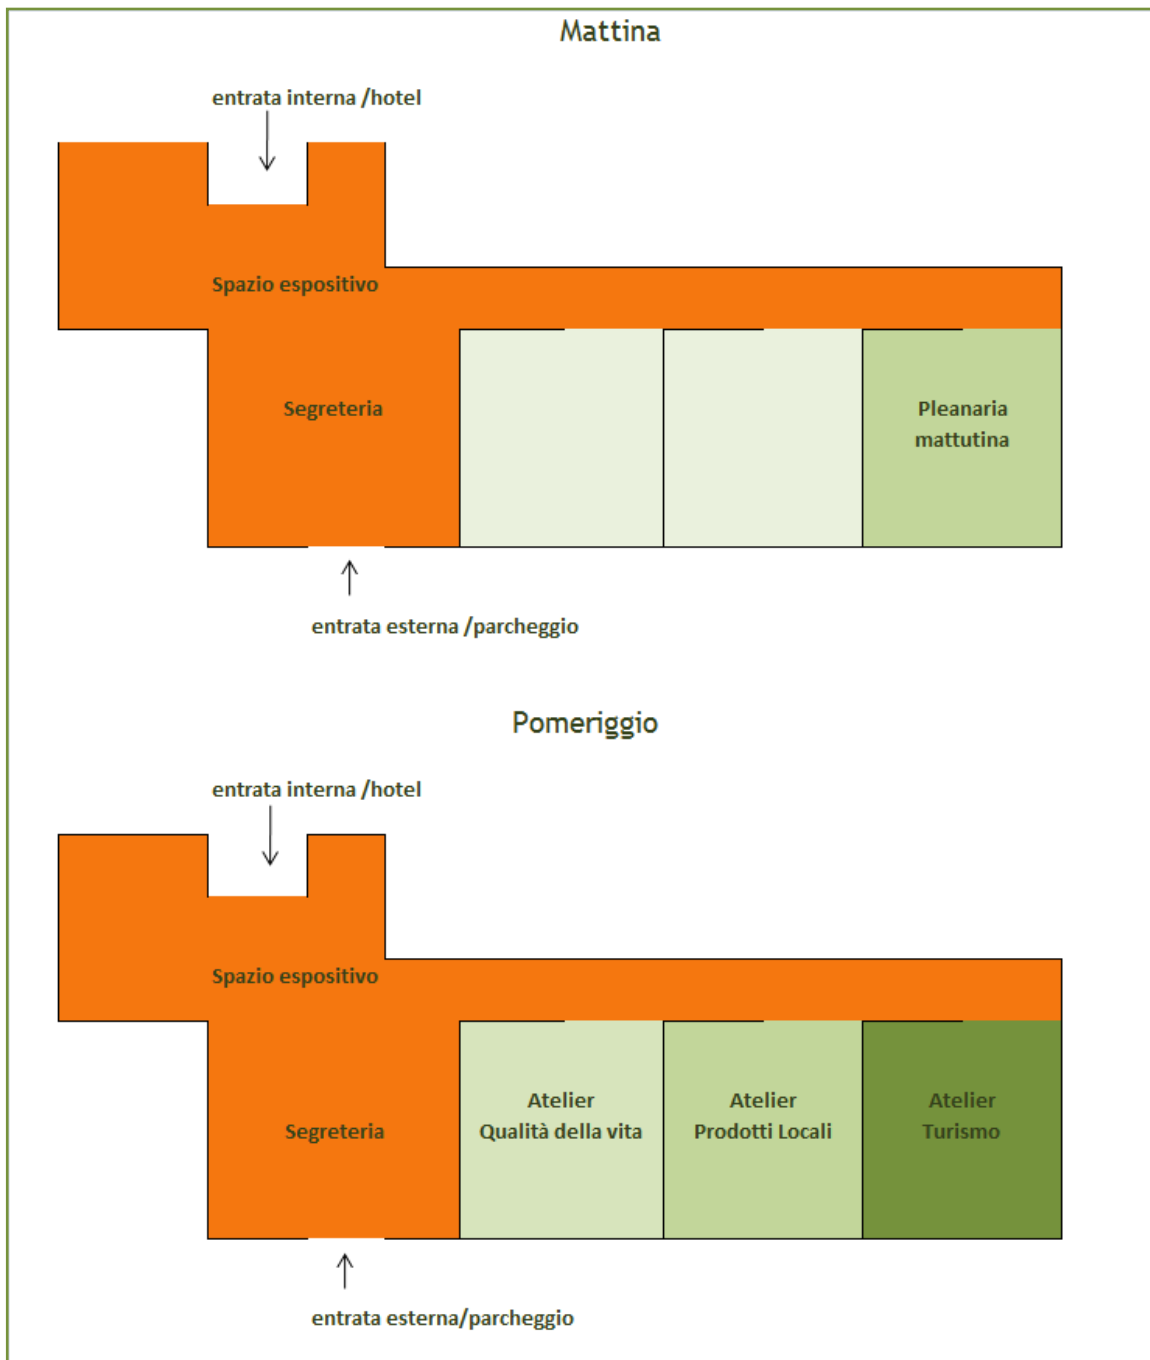 Mattina
entrata interna /hotel
Spazio espositivo
Segreteria
Pleanaria
mattutina
entrata esterna /parcheggio
Pomeriggio
entrata interna /hotel
Spazio espositivo
Segreteria
Atelier
Qualità della vita
Atelier
Prodotti Locali
Atelier
Turismo
entrata esterna/parcheggio